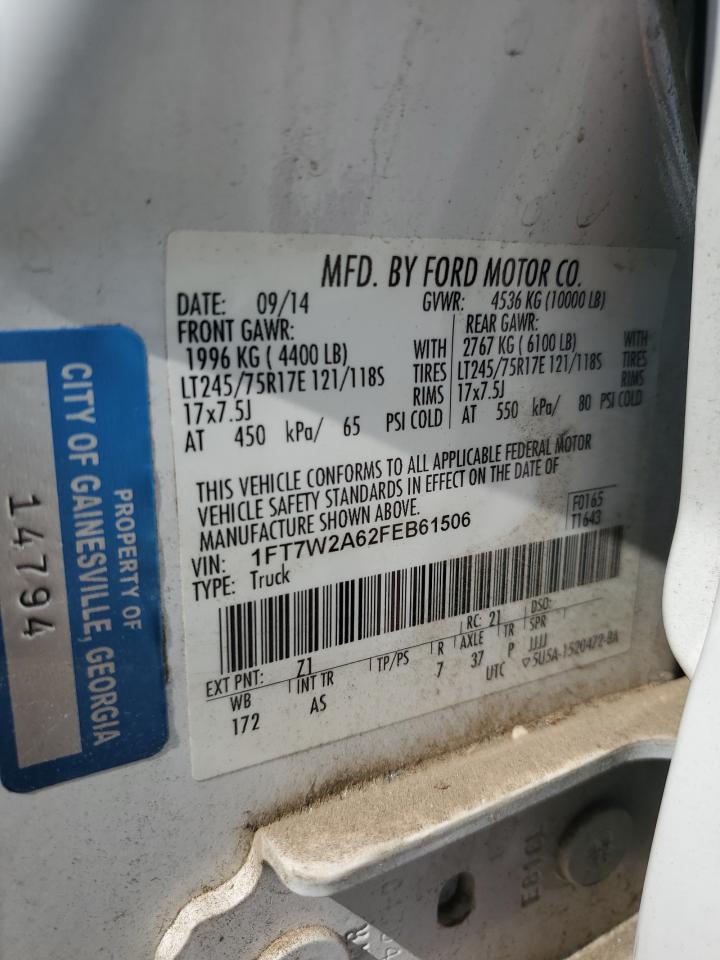 PROPERTY OF
CITY OF GAINESVILLE, GEORGIA
14794
MFD. BY FORD MOTOR CO.
DATE: 09/14 GVWR: 4536 KG (10000 LB)
FRONT GAWR: REAR GAWR:
1996 KG ( 4400 LB) WITH 2767 KG ( 6100 LB) WITH
LT245/75R17E 121/118S TIRES LT245/75R17E 121/118S TIRES
17x7.5J RIMS 17x7.5J RIMS
AT 450 kPa/ 65 PSI COLD AT 550 kPa/ 80 PSI COLD
THIS VEHICLE CONFORMS TO ALL APPLICABLE FEDERAL MOTOR
VEHICLE SAFETY STANDARDS IN EFFECT ON THE DATE OF
MANUFACTURE SHOWN ABOVE.
F0165
T1643
VIN: 1FT7W2A62FEB61506
TYPE: Truck
RC: 21 DSO:
EXT PNT: Z1 TP/PS R AXLE TR SPR
WB INT TR 7 37 P JJJJ
172 AS UTC ▽5U5A-1520472-BA